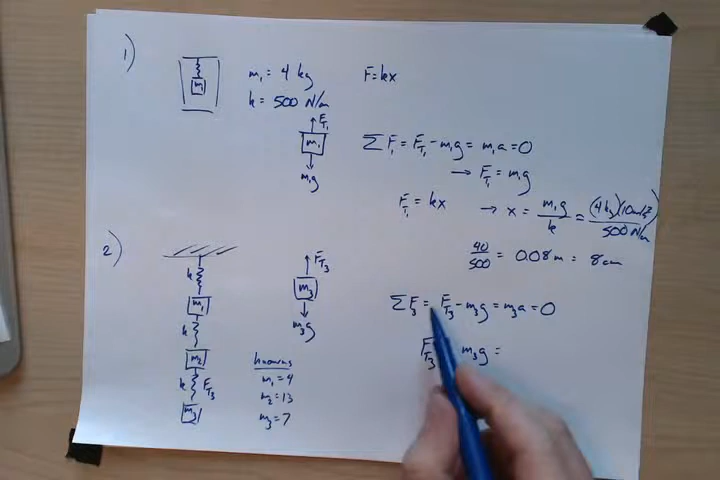 1)
m₁
m₁ = 4 kg
k = 500 N/m
F = kx
F_T₁
m₁
m₁g
ΣF₁ = F_T₁ - m₁g = m₁a = 0
→ F_T₁ = m₁g
F_T₁ = kx → x = m₁g / k = (4 kg)(10 m/s²) / 500 N/m
40/500 = 0.08 m = 8 cm
2)
k
m₁
k
m₂
k F_T₃
m₃
F_T₃
m₃
m₃g
knowns
m₁ = 4
m₂ = 13
m₃ = 7
ΣF₃ = F_T₃ - m₃g = m₃a = 0
F_T₃ m₃g =